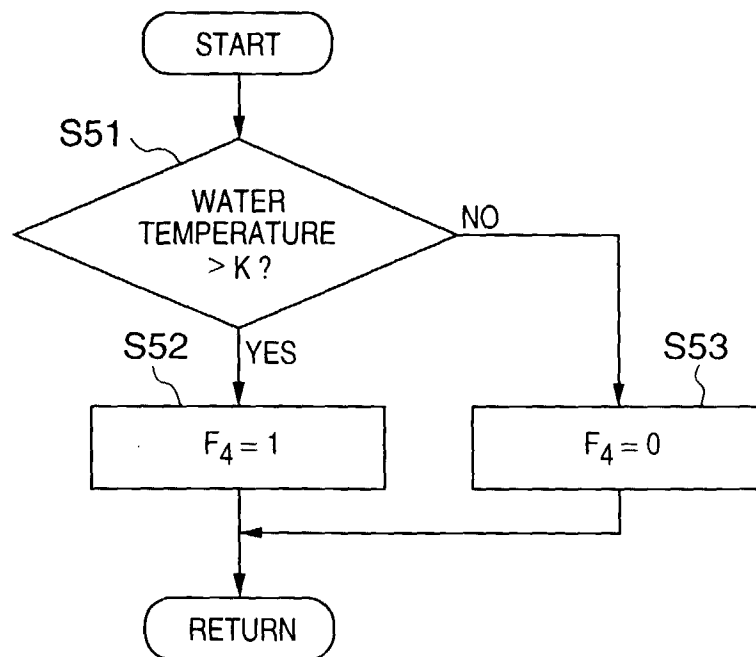 START
S51
WATER
TEMPERATURE
> K ?
NO
YES
S52
S53
F₄ = 1
F₄ = 0
RETURN